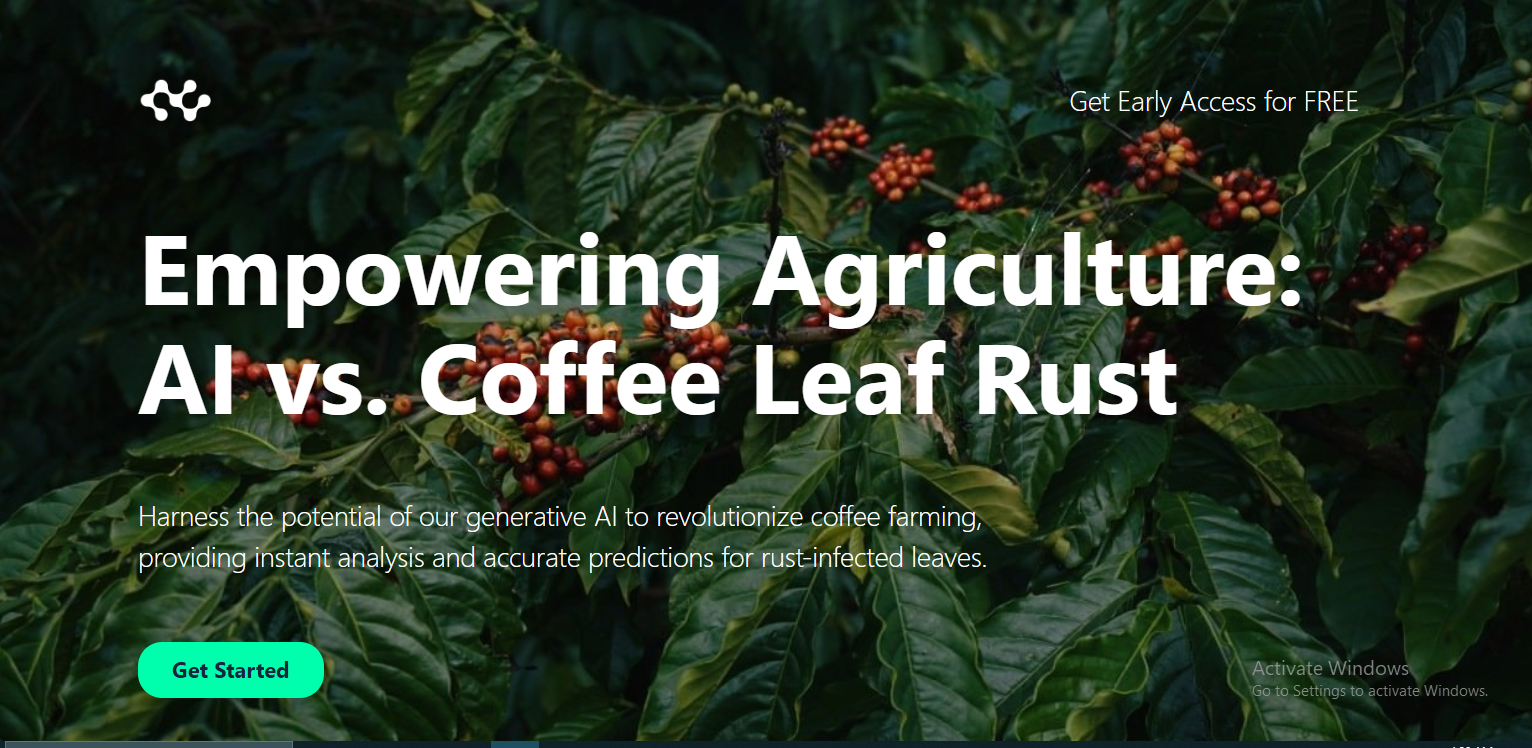 Get Early Access for FREE
Empowering Agriculture:
AI vs. Coffee Leaf Rust
Harness the potential of our generative AI to revolutionize coffee farming,
providing instant analysis and accurate predictions for rust-infected leaves.
Get Started
Activate Windows
Go to Settings to activate Windows.